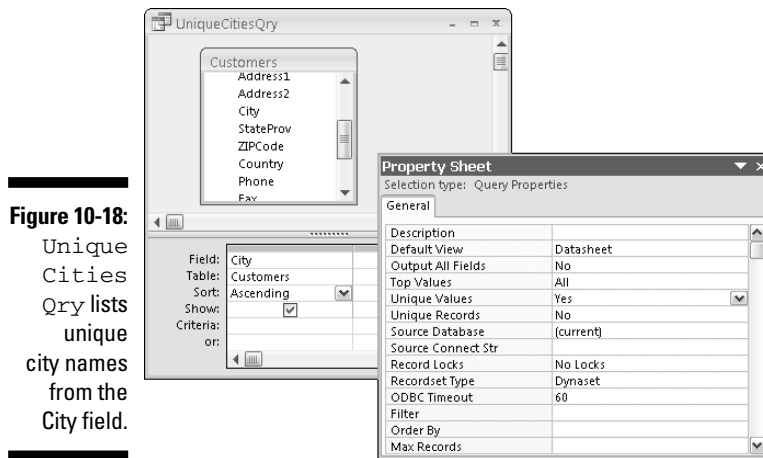 UniqueCitiesQry
Customers
Address1
Address2
City
StateProv
ZIPCode
Country
Phone
Fax
Field: City
Table: Customers
Sort: Ascending
Show:
Criteria:
or:
Property Sheet
Selection type: Query Properties
General
Description
Default View Datasheet
Output All Fields No
Top Values All
Unique Values Yes
Unique Records No
Source Database (current)
Source Connect Str
Record Locks No Locks
Recordset Type Dynaset
ODBC Timeout 60
Filter
Order By
Max Records
Figure 10-18:
Unique
Cities
Qry lists
unique
city names
from the
City field.